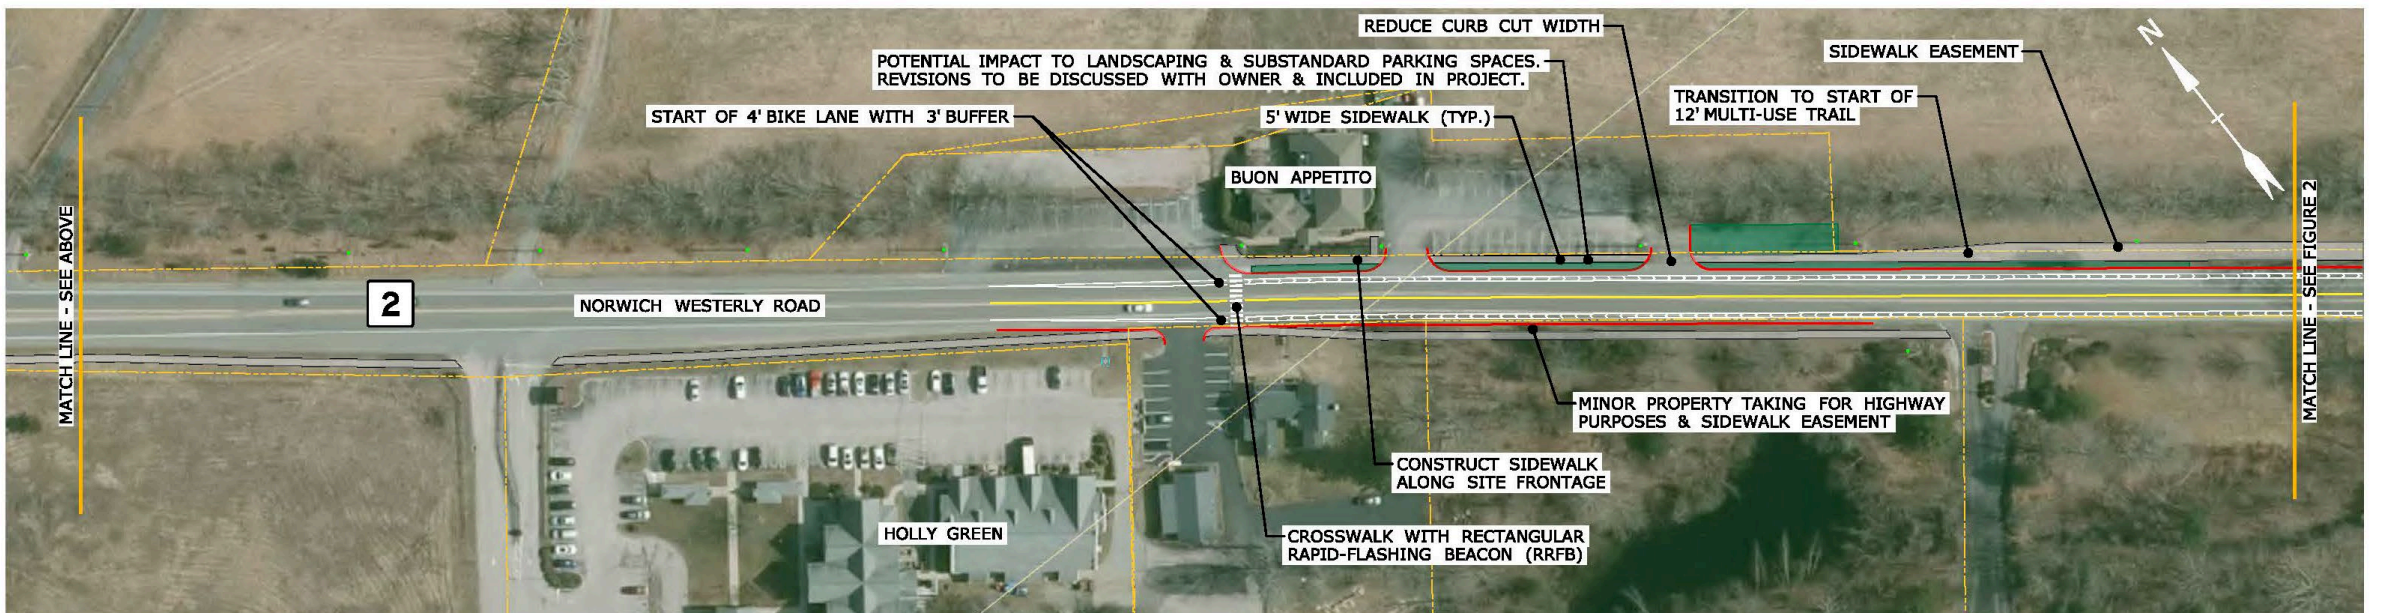 REDUCE CURB CUT WIDTH
N
SIDEWALK EASEMENT
POTENTIAL IMPACT TO LANDSCAPING & SUBSTANDARD PARKING SPACES.
REVISIONS TO BE DISCUSSED WITH OWNER & INCLUDED IN PROJECT.
TRANSITION TO START OF
12' MULTI-USE TRAIL
START OF 4' BIKE LANE WITH 3' BUFFER
5' WIDE SIDEWALK (TYP.)
BUON APPETITO
MATCH LINE - SEE ABOVE
2
NORWICH WESTERLY ROAD
MATCH LINE - SEE FIGURE 2
MINOR PROPERTY TAKING FOR HIGHWAY
PURPOSES & SIDEWALK EASEMENT
CONSTRUCT SIDEWALK
ALONG SITE FRONTAGE
HOLLY GREEN
CROSSWALK WITH RECTANGULAR
RAPID-FLASHING BEACON (RRFB)